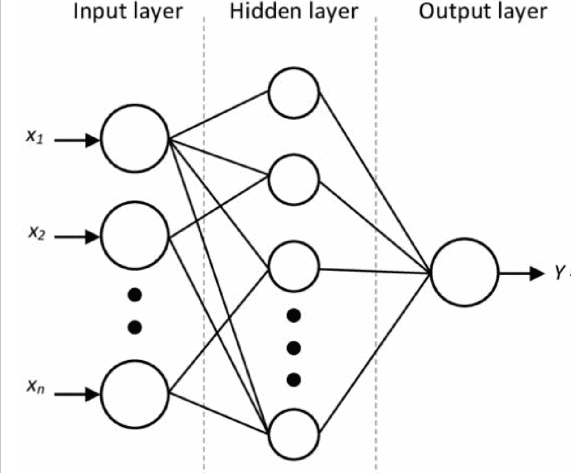 Input layer
Hidden layer
Output layer
x₁
x₂
xₙ
Y